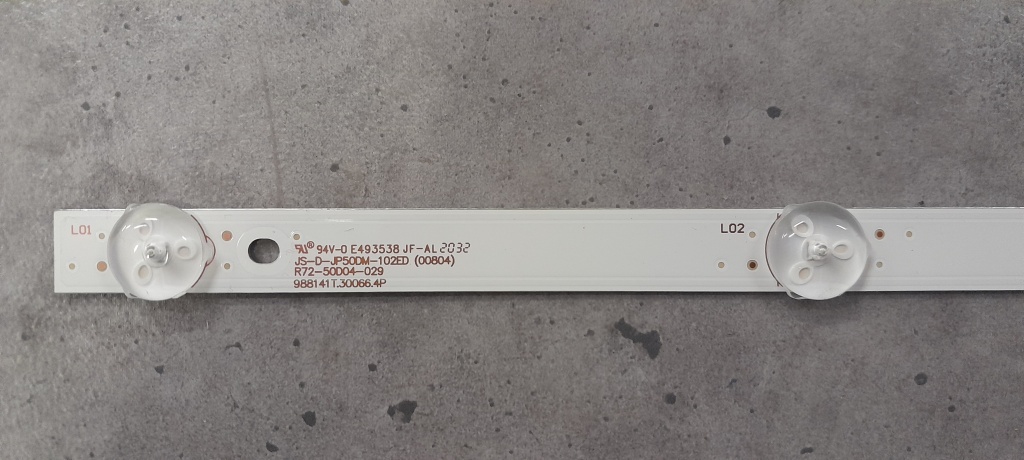 L01
L02
94V-0 E493538 JF-AL 2032
JS-D-JP50DM-102ED (00804)
R72-50D04-029
988141T.30066.4P